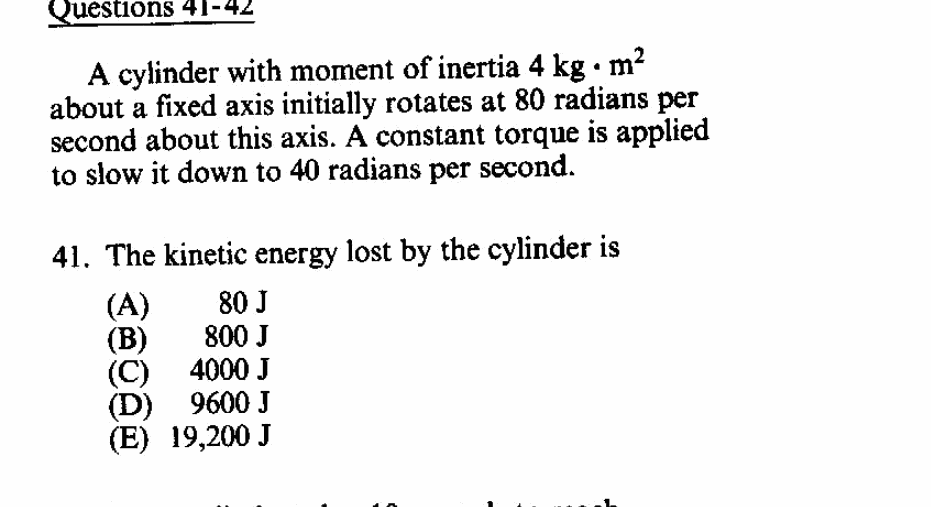 Questions 41-42
A cylinder with moment of inertia 4 kg · m²
about a fixed axis initially rotates at 80 radians per
second about this axis. A constant torque is applied
to slow it down to 40 radians per second.
41. The kinetic energy lost by the cylinder is
(A) 80 J
(B) 800 J
(C) 4000 J
(D) 9600 J
(E) 19,200 J